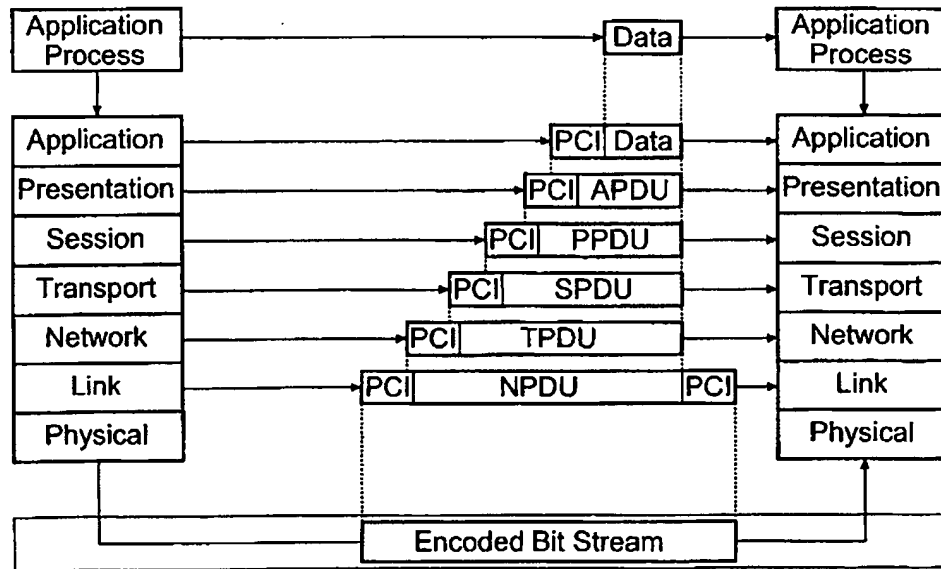 Application
Process
Data
Application
Process
Application
PCI Data
Application
Presentation
PCI APDU
Presentation
Session
PCI PPDU
Session
Transport
PCI SPDU
Transport
Network
PCI TPDU
Network
Link
PCI NPDU PCI
Link
Physical
Physical
Encoded Bit Stream